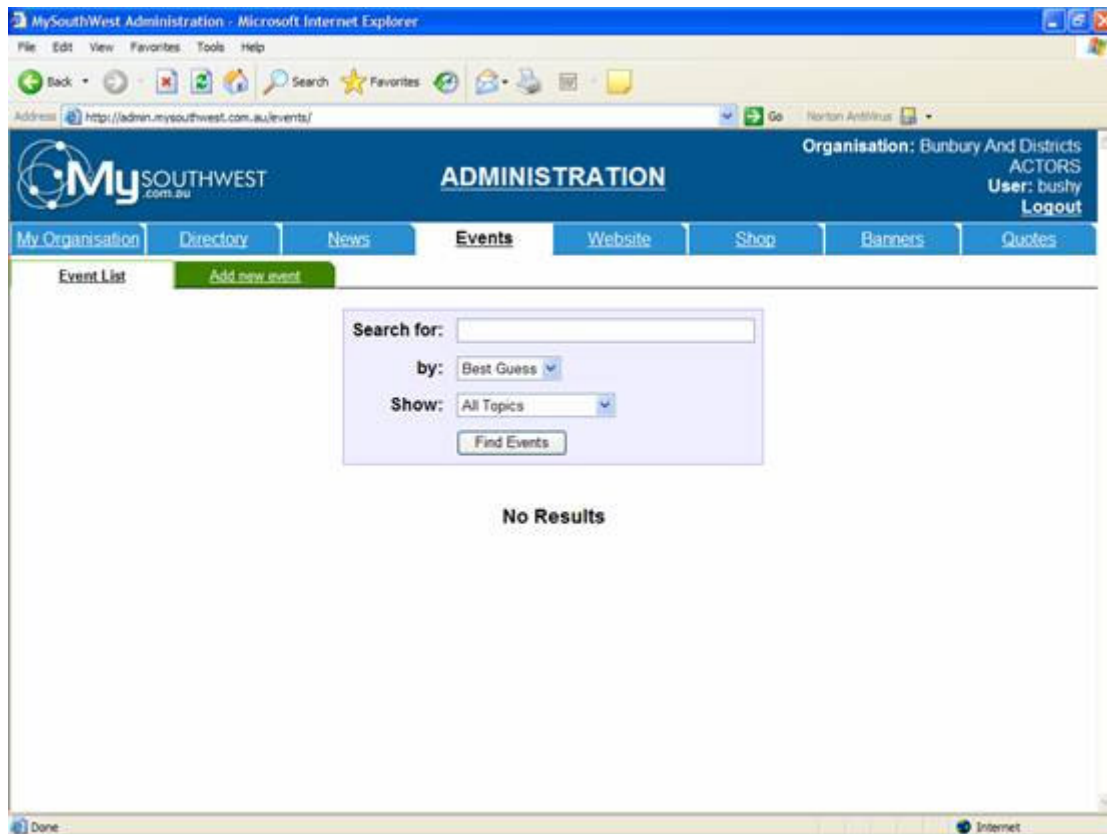 MySouthWest Administration - Microsoft Internet Explorer
File Edit View Favorites Tools Help
Back Search Favorites
Address http://admin.mysouthwest.com.au/events/ Go Norton AntiVirus
My SOUTHWEST
.com.au
ADMINISTRATION
Organisation: Bunbury And Districts
ACTORS
User: bushy
Logout
My Organisation Directory News Events Website Shop Banners Quotes
Event List Add new event
Search for:
by: Best Guess
Show: All Topics
Find Events
No Results
Done Internet